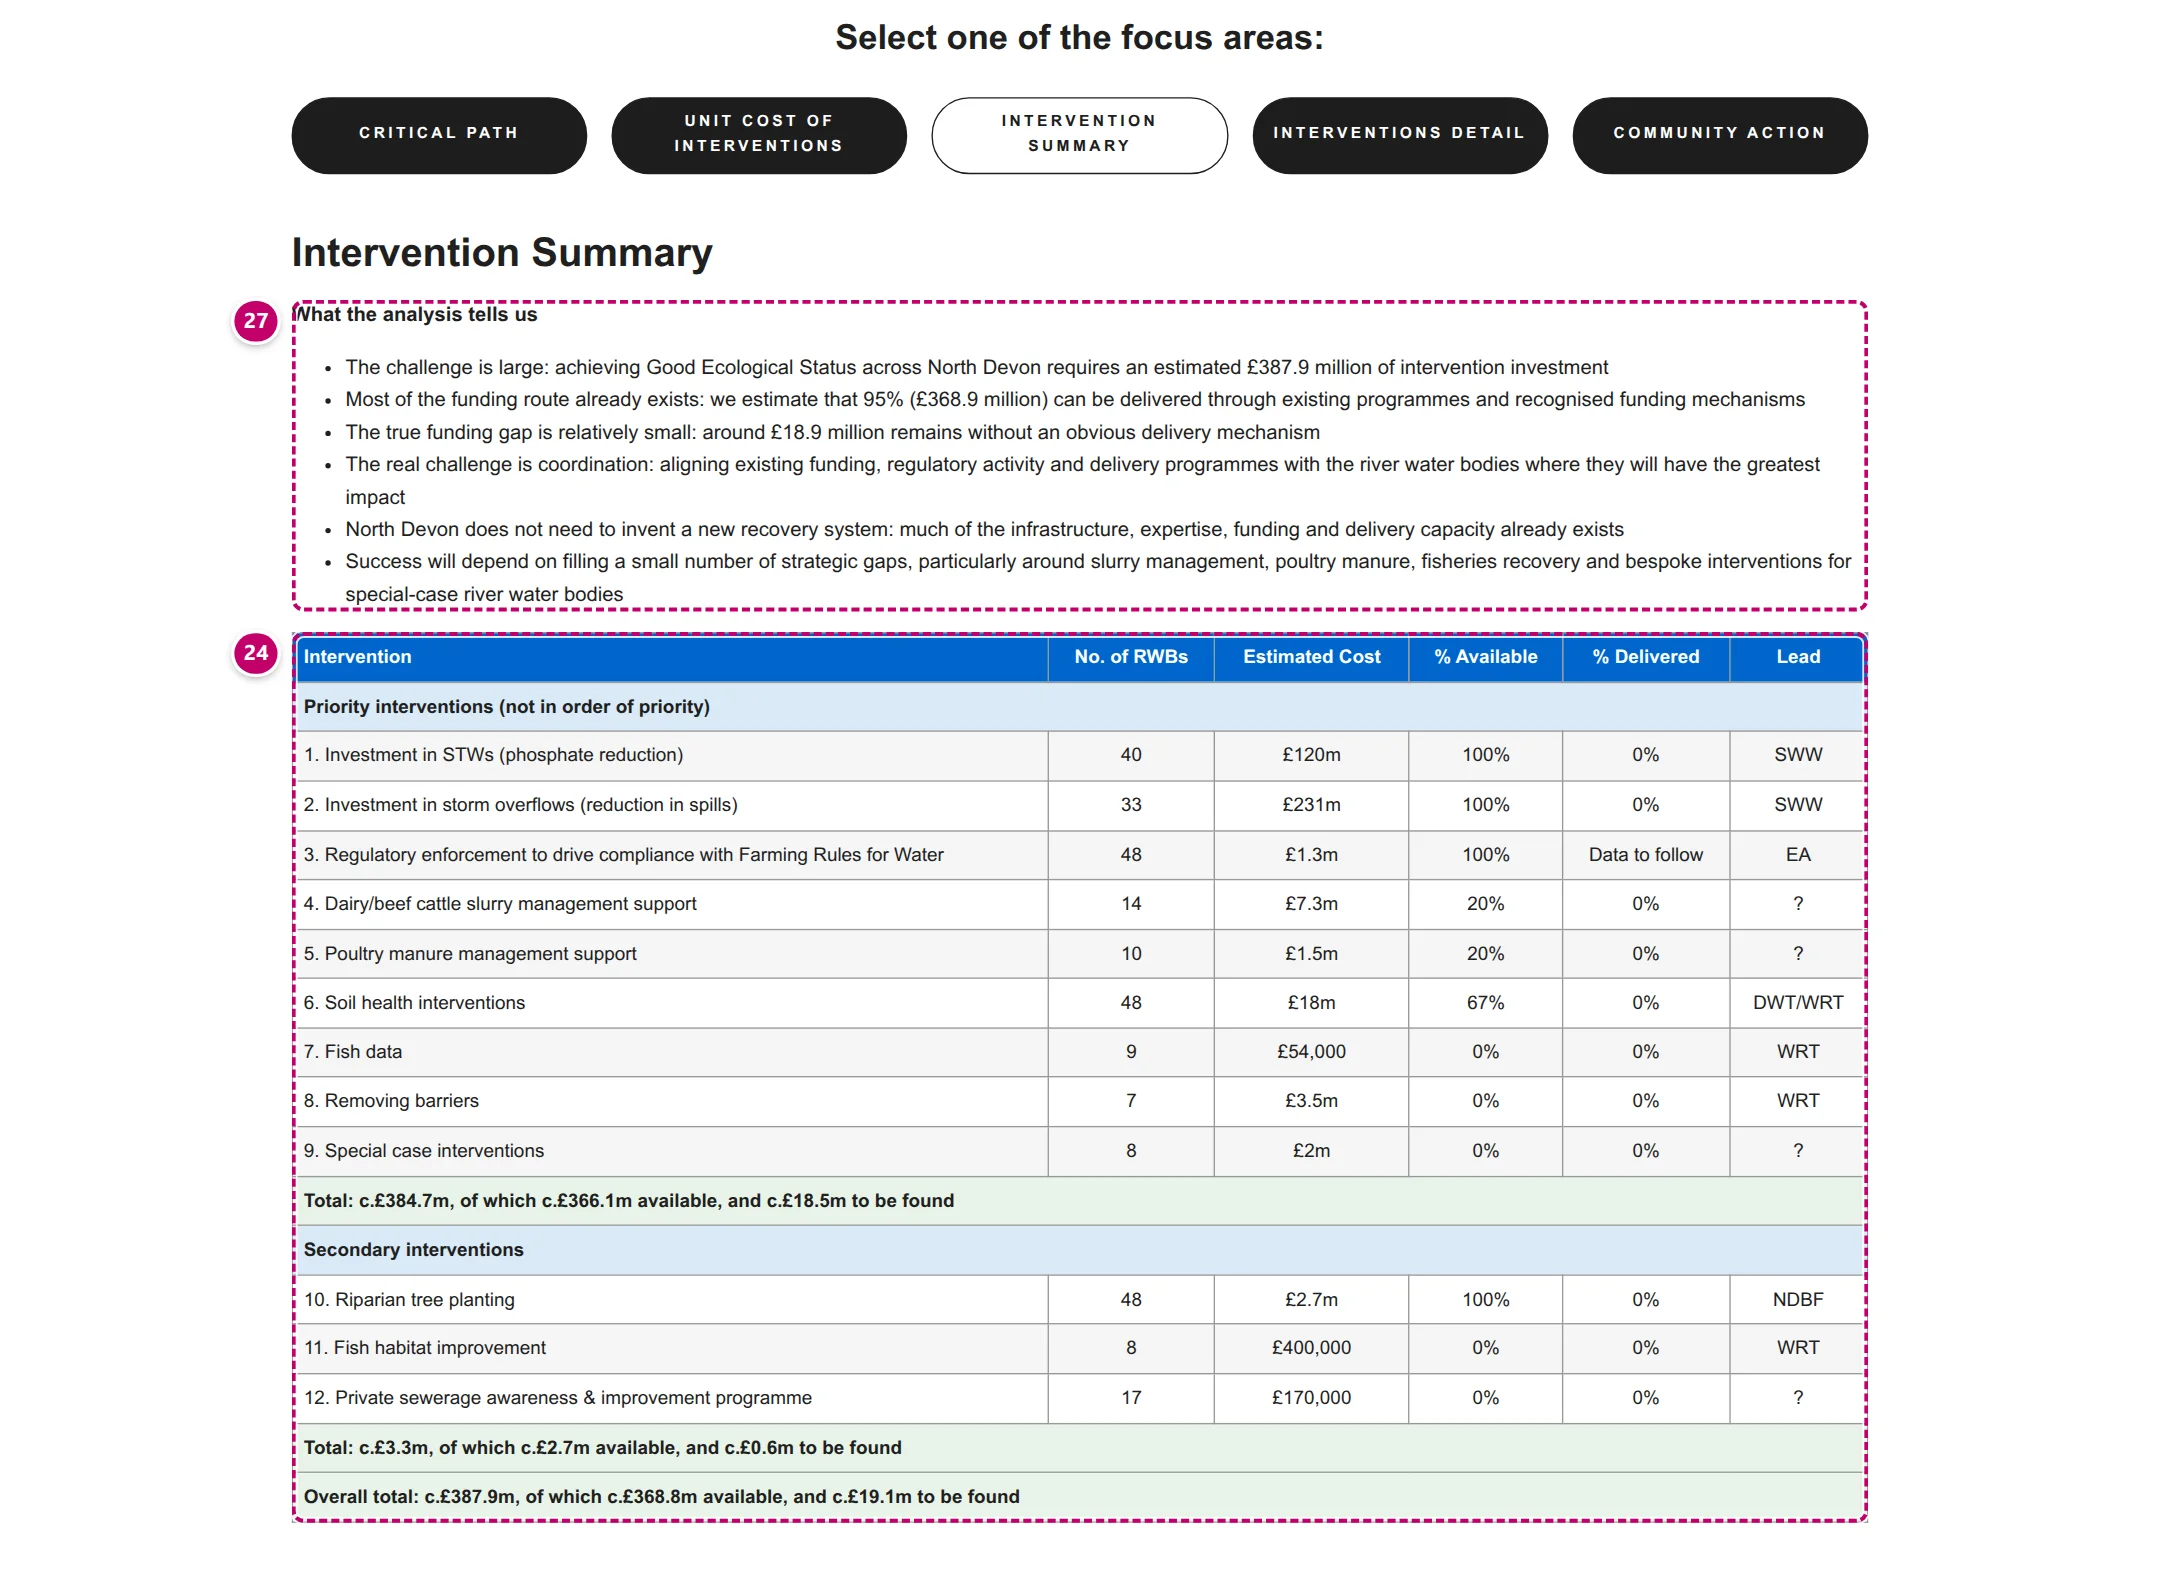 Select one of the focus areas:
CRITICAL PATH
UNIT COST OF
INTERVENTIONS
INTERVENTION
SUMMARY
INTERVENTIONS DETAIL
COMMUNITY ACTION
Intervention Summary
27
What the analysis tells us
• The challenge is large: achieving Good Ecological Status across North Devon requires an estimated £387.9 million of intervention investment
• Most of the funding route already exists: we estimate that 95% (£368.9 million) can be delivered through existing programmes and recognised funding mechanisms
• The true funding gap is relatively small: around £18.9 million remains without an obvious delivery mechanism
• The real challenge is coordination: aligning existing funding, regulatory activity and delivery programmes with the river water bodies where they will have the greatest
impact
• North Devon does not need to invent a new recovery system: much of the infrastructure, expertise, funding and delivery capacity already exists
• Success will depend on filling a small number of strategic gaps, particularly around slurry management, poultry manure, fisheries recovery and bespoke interventions for
special-case river water bodies
24
Intervention No. of RWBs Estimated Cost % Available % Delivered Lead
Priority interventions (not in order of priority)
1. Investment in STWs (phosphate reduction) 40 £120m 100% 0% SWW
2. Investment in storm overflows (reduction in spills) 33 £231m 100% 0% SWW
3. Regulatory enforcement to drive compliance with Farming Rules for Water 48 £1.3m 100% Data to follow EA
4. Dairy/beef cattle slurry management support 14 £7.3m 20% 0% ?
5. Poultry manure management support 10 £1.5m 20% 0% ?
6. Soil health interventions 48 £18m 67% 0% DWT/WRT
7. Fish data 9 £54,000 0% 0% WRT
8. Removing barriers 7 £3.5m 0% 0% WRT
9. Special case interventions 8 £2m 0% 0% ?
Total: c.£384.7m, of which c.£366.1m available, and c.£18.5m to be found
Secondary interventions
10. Riparian tree planting 48 £2.7m 100% 0% NDBF
11. Fish habitat improvement 8 £400,000 0% 0% WRT
12. Private sewerage awareness & improvement programme 17 £170,000 0% 0% ?
Total: c.£3.3m, of which c.£2.7m available, and c.£0.6m to be found
Overall total: c.£387.9m, of which c.£368.8m available, and c.£19.1m to be found